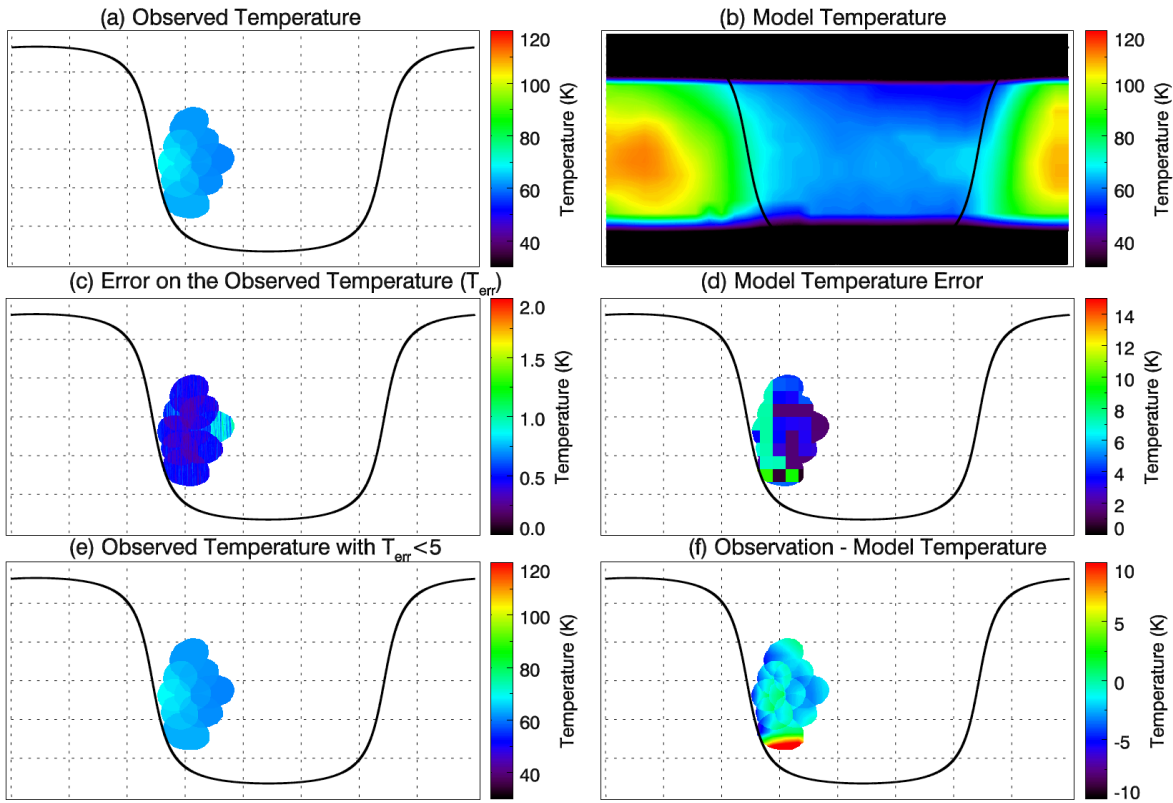 (a) Observed Temperature
120
100
80
60
40
Temperature (K)
(b) Model Temperature
120
100
80
60
40
Temperature (K)
(c) Error on the Observed Temperature (T_err)
2.0
1.5
1.0
0.5
0.0
Temperature (K)
(d) Model Temperature Error
14
12
10
8
6
4
2
0
Temperature (K)
(e) Observed Temperature with T_err<5
120
100
80
60
40
Temperature (K)
(f) Observation - Model Temperature
10
5
0
-5
-10
Temperature (K)